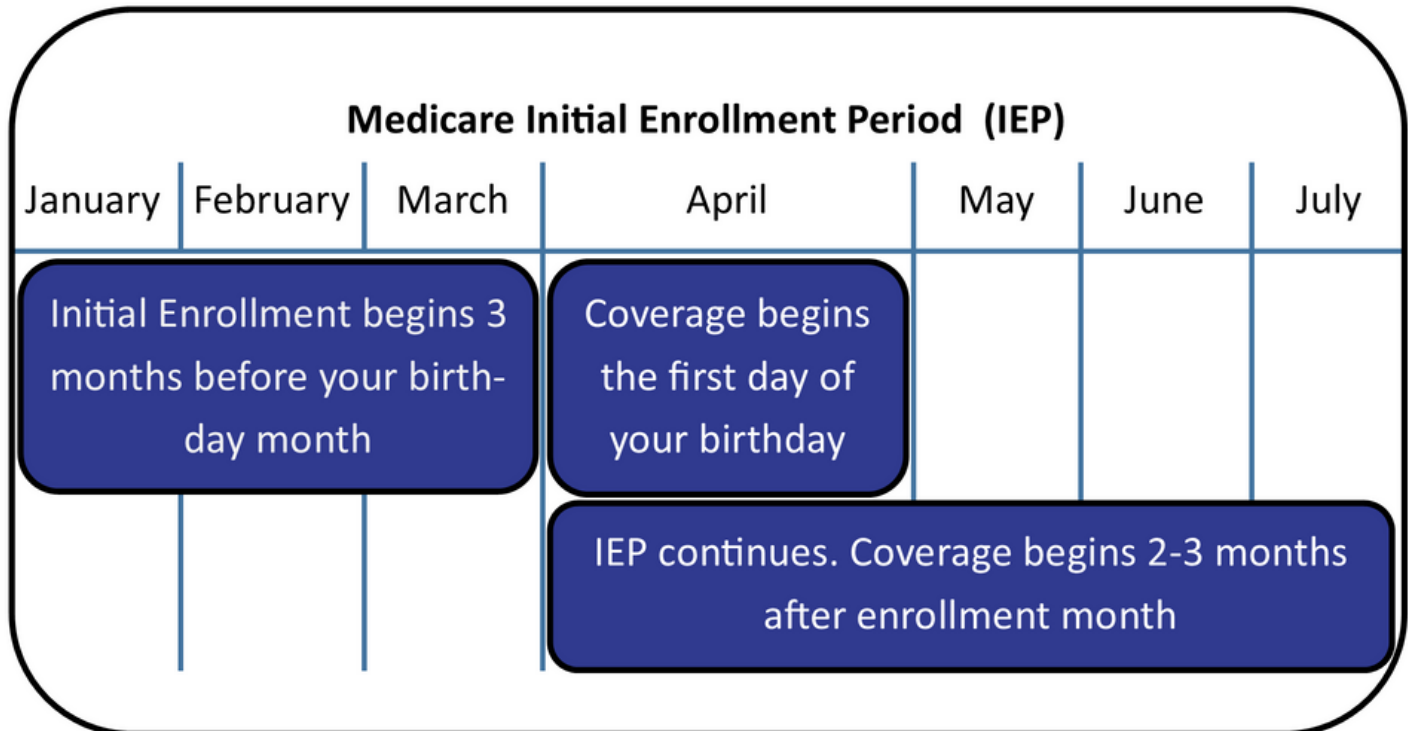 Medicare Initial Enrollment Period (IEP)
January February March April May June July
Initial Enrollment begins 3
months before your birth-
day month
Coverage begins
the first day of
your birthday
IEP continues. Coverage begins 2-3 months
after enrollment month